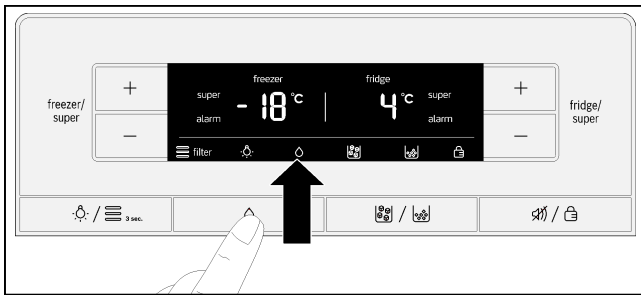 freezer/
super
+
−
freezer
super
- 18 °C
alarm
fridge
4 °C
super
alarm
filter
+
−
fridge/
super
/ 3 sec.
/
/